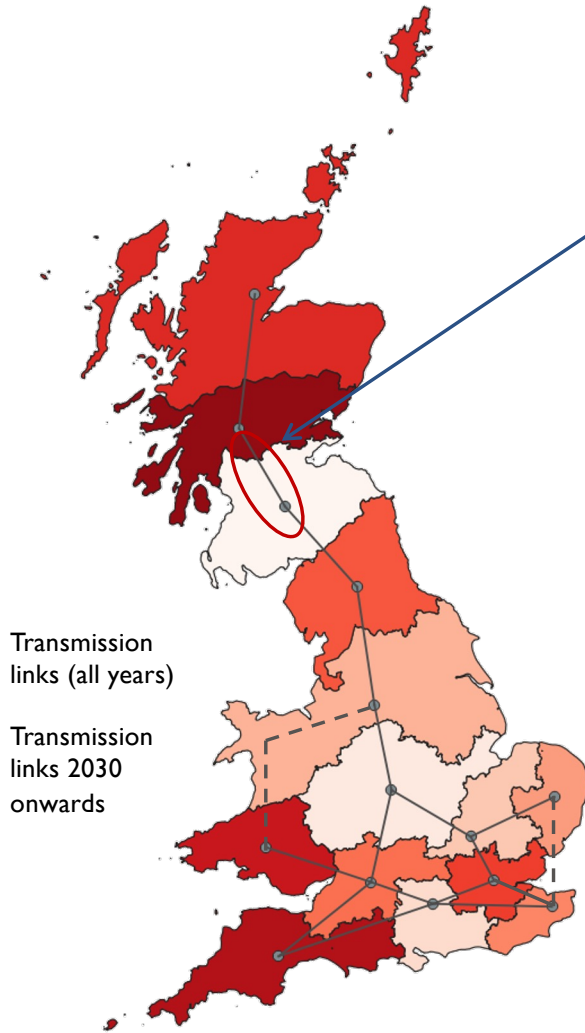 Transmission
links (all years)
Transmission
links 2030
onwards